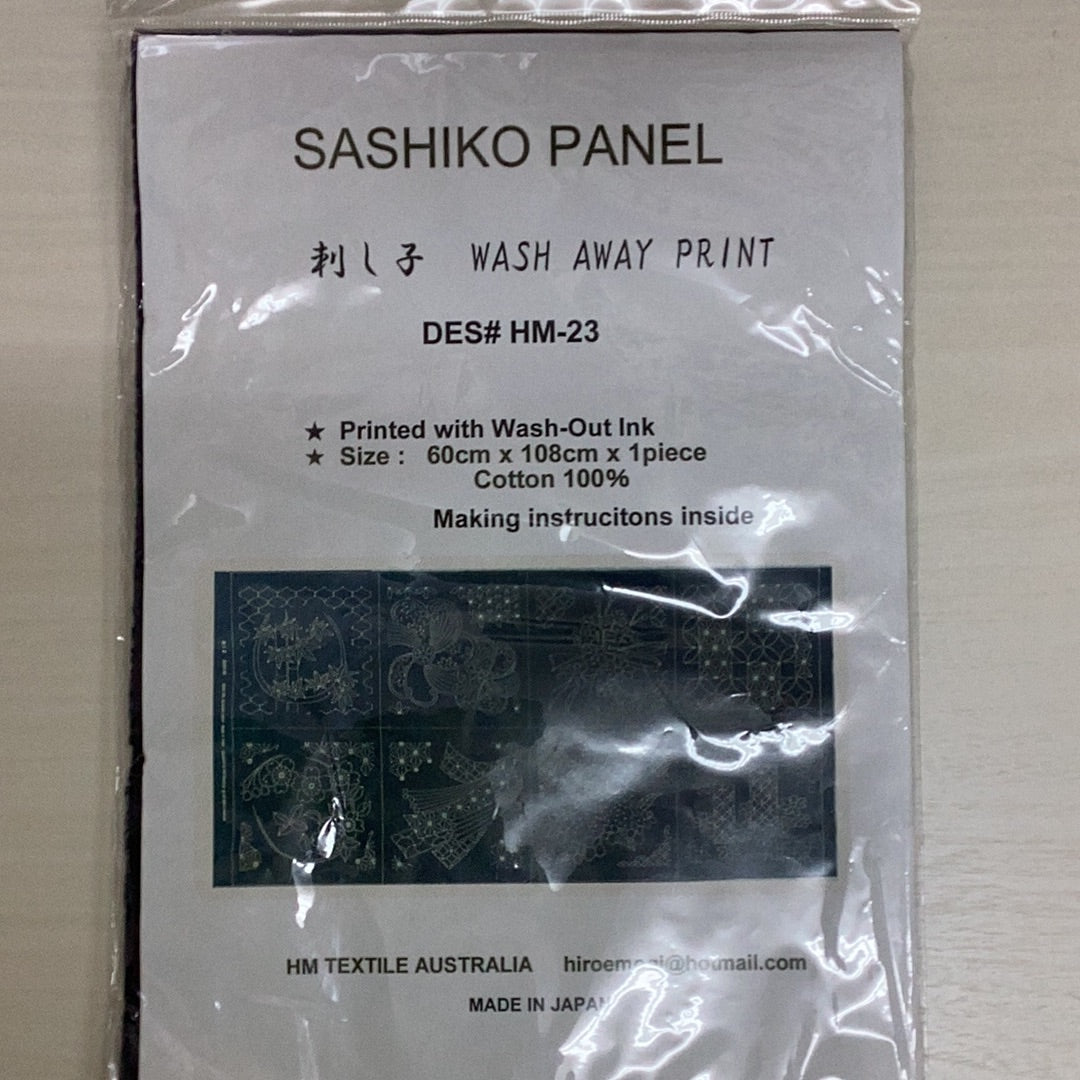 SASHIKO PANEL
刺し子 WASH AWAY PRINT
DES# HM-23
★ Printed with Wash-Out Ink
★ Size : 60cm x 108cm x 1piece
Cotton 100%
Making instrucitons inside
HM TEXTILE AUSTRALIA
MADE IN JAPAN